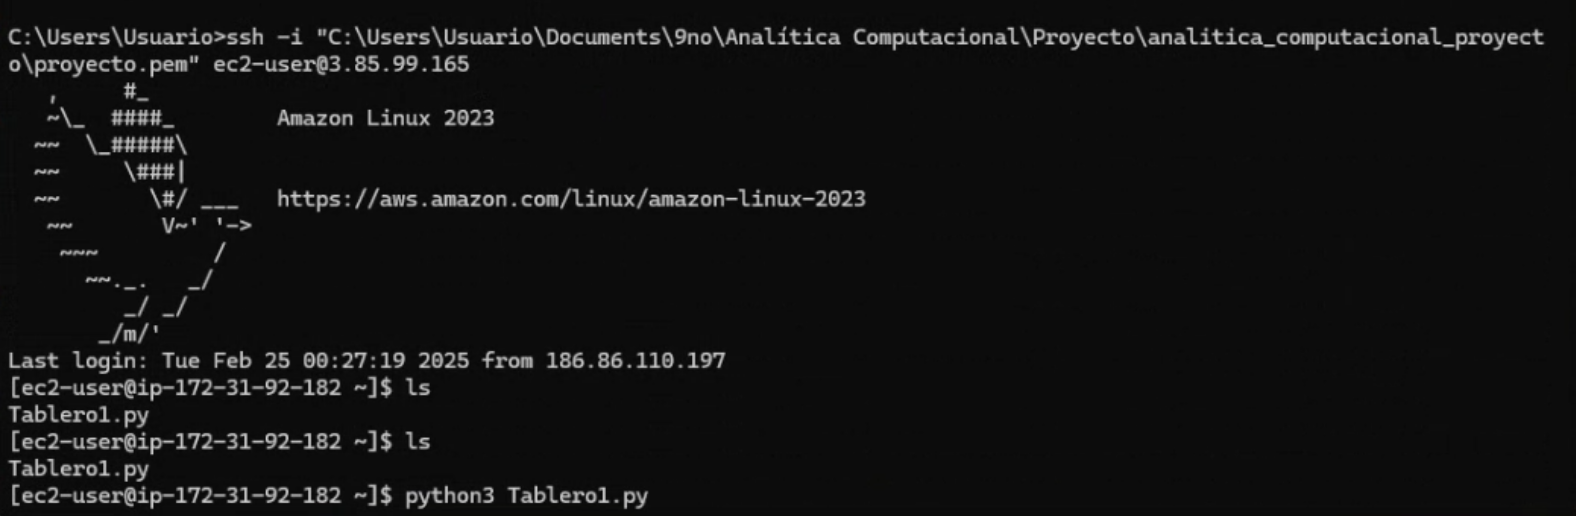 C:\Users\Usuario>ssh -i "C:\Users\Usuario\Documents\9no\Analítica Computacional\Proyecto\analitica_computacional_proyect
o\proyecto.pem" ec2-user@3.85.99.165
   ,     #_
   ~\_  ####_        Amazon Linux 2023
  ~~  \_#####\
  ~~     \###|
  ~~       \#/ ___   https://aws.amazon.com/linux/amazon-linux-2023
   ~~       V~' '->
    ~~~         /
      ~~._.   _/
         _/ _/
       _/m/'
Last login: Tue Feb 25 00:27:19 2025 from 186.86.110.197
[ec2-user@ip-172-31-92-182 ~]$ ls
Tablero1.py
[ec2-user@ip-172-31-92-182 ~]$ ls
Tablero1.py
[ec2-user@ip-172-31-92-182 ~]$ python3 Tablero1.py